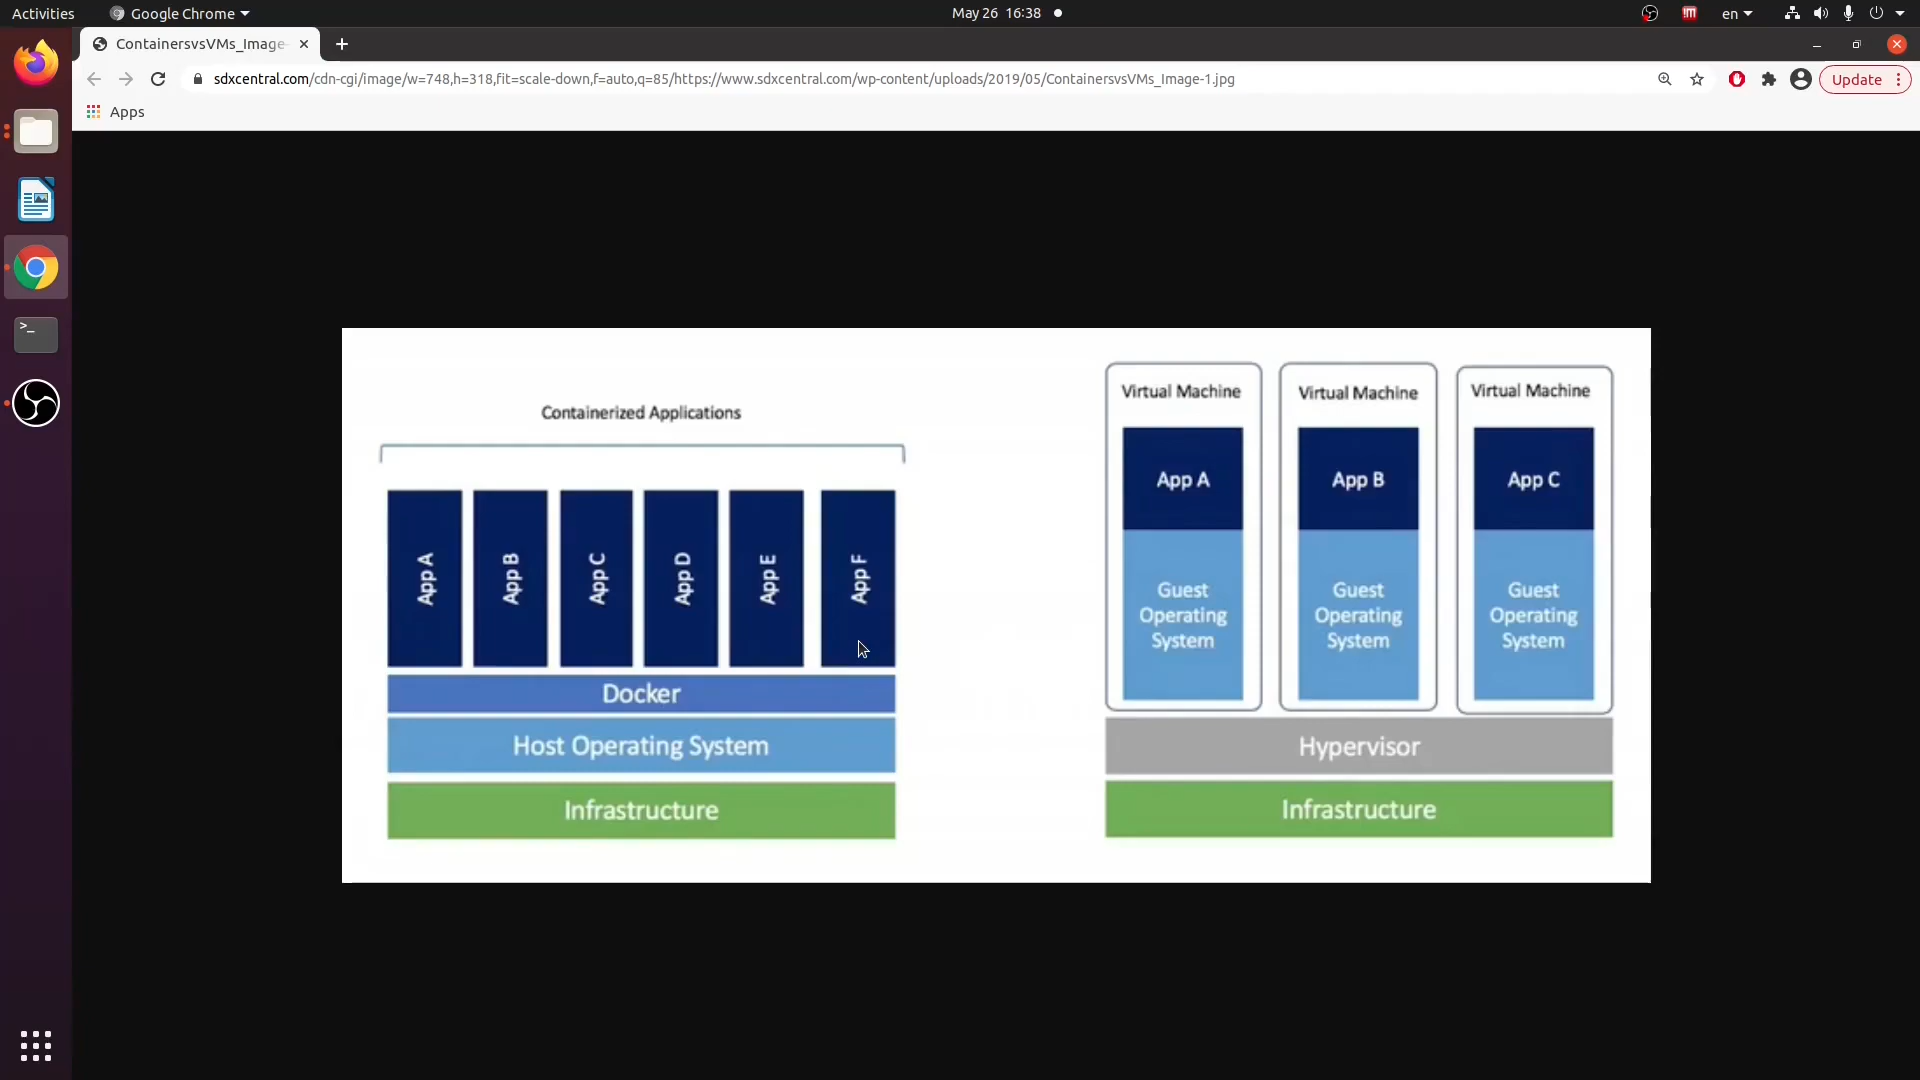 Activities
Google Chrome
May 26 16:38
en
ContainersvsVMs_Image-
sdxcentral.com/cdn-cgi/image/w=748,h=318,fit=scale-down,f=auto,q=85/https://www.sdxcentral.com/wp-content/uploads/2019/05/ContainersvsVMs_Image-1.jpg
Update
Apps
Containerized Applications
App A
App B
App C
App D
App E
App F
Docker
Host Operating System
Infrastructure
Virtual Machine
App A
Guest
Operating
System
Virtual Machine
App B
Guest
Operating
System
Virtual Machine
App C
Guest
Operating
System
Hypervisor
Infrastructure